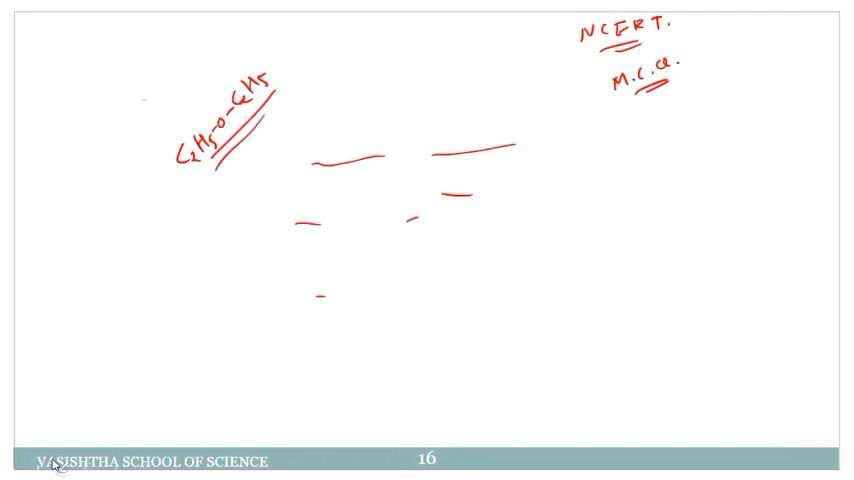 NCERT.
M.C.Q.
C2H5-O-C2H5
VASISHTHA SCHOOL OF SCIENCE
16